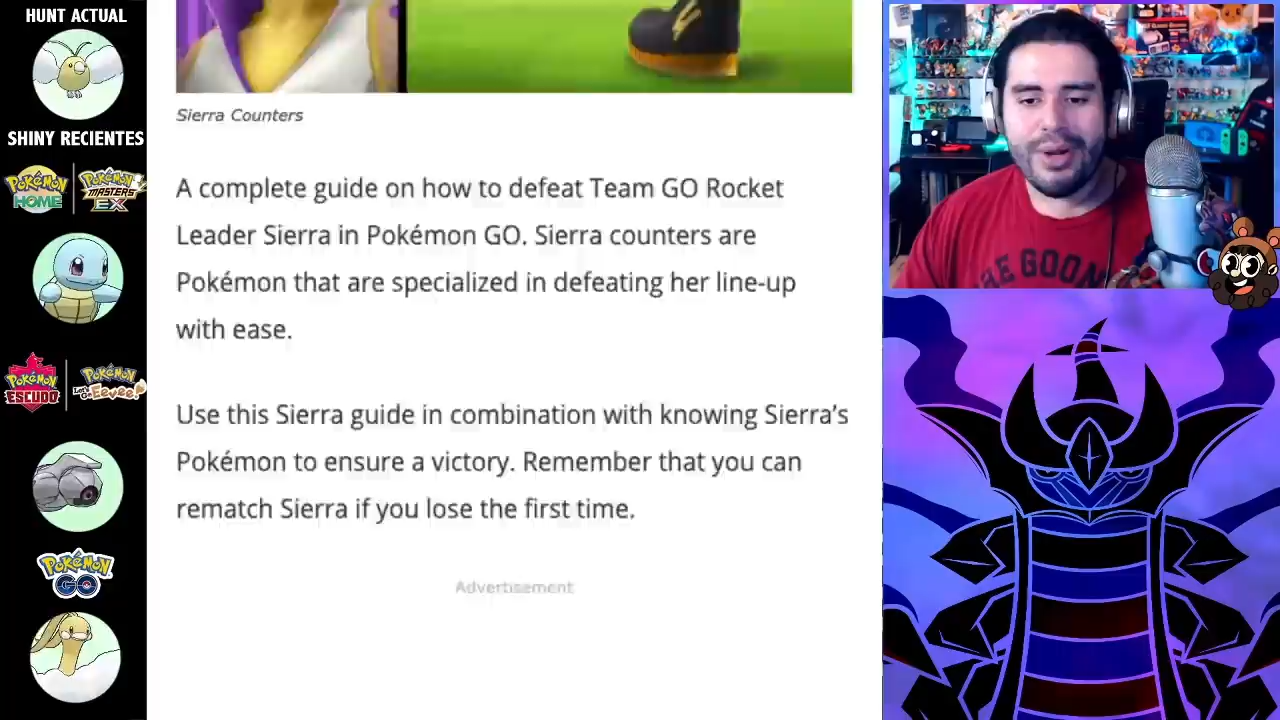 HUNT ACTUAL
SHINY RECIENTES
Pokémon
HOME
Pokémon
MASTERS
EX
Pokémon
ESCUDO
Pokémon
Let's Go
Eevee!
Pokémon
GO
Sierra Counters
A complete guide on how to defeat Team GO Rocket
Leader Sierra in Pokémon GO. Sierra counters are
Pokémon that are specialized in defeating her line-up
with ease.
Use this Sierra guide in combination with knowing Sierra’s
Pokémon to ensure a victory. Remember that you can
rematch Sierra if you lose the first time.
Advertisement
HE GOON